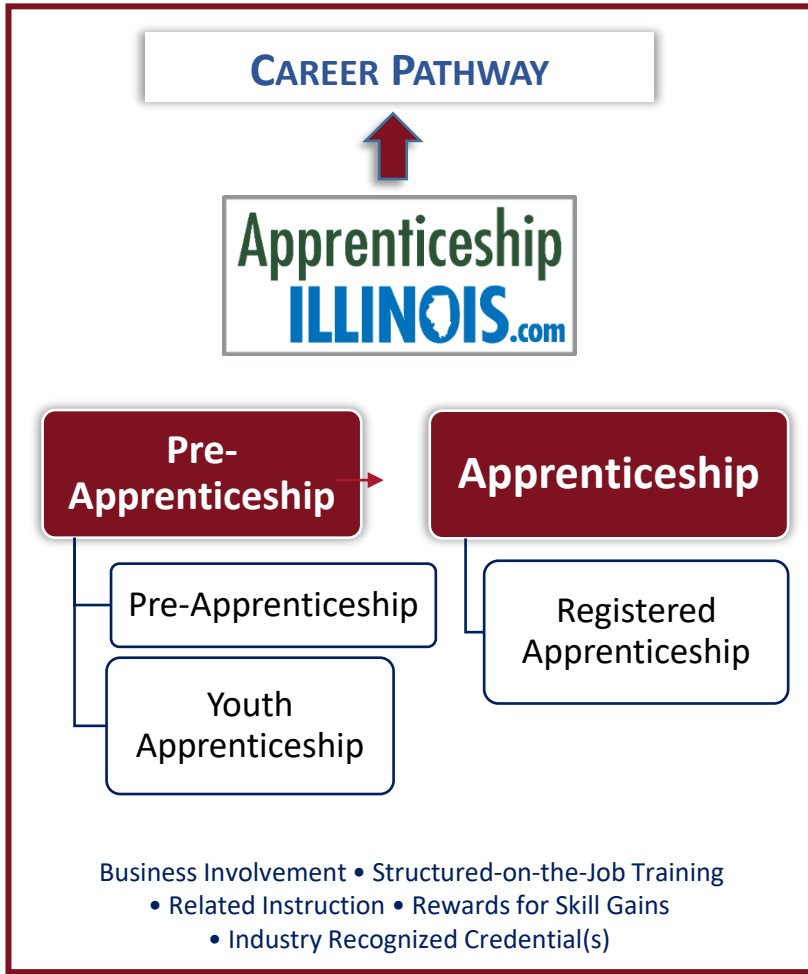 CAREER PATHWAY
Apprenticeship
ILLINOIS.com
Pre-
Apprenticeship
Apprenticeship
Pre-Apprenticeship
Youth
Apprenticeship
Registered
Apprenticeship
Business Involvement • Structured-on-the-Job Training
• Related Instruction • Rewards for Skill Gains
• Industry Recognized Credential(s)